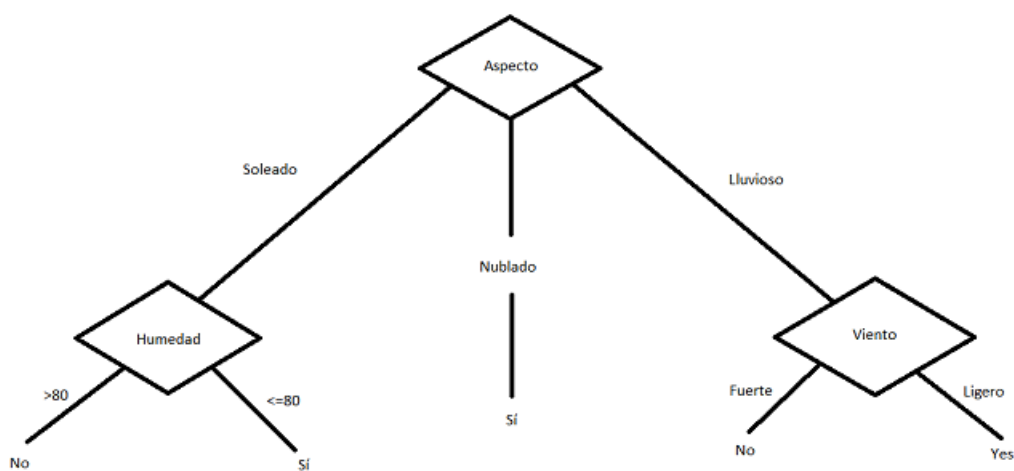 Aspecto
Soleado
Lluvioso
Nublado
Humedad
Viento
>80
<=80
Fuerte
Ligero
Sí
No
Sí
No
Yes